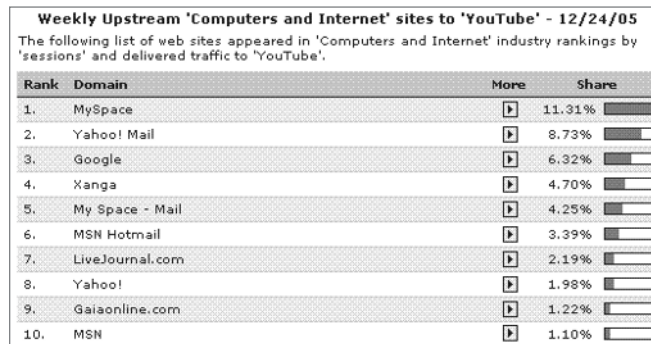 Weekly Upstream 'Computers and Internet' sites to 'YouTube' - 12/24/05
The following list of web sites appeared in 'Computers and Internet' industry rankings by
'sessions' and delivered traffic to 'YouTube'.
Rank Domain More Share
1. MySpace 11.31%
2. Yahoo! Mail 8.73%
3. Google 6.32%
4. Xanga 4.70%
5. My Space - Mail 4.25%
6. MSN Hotmail 3.39%
7. LiveJournal.com 2.19%
8. Yahoo! 1.98%
9. Gaiaonline.com 1.22%
10. MSN 1.10%